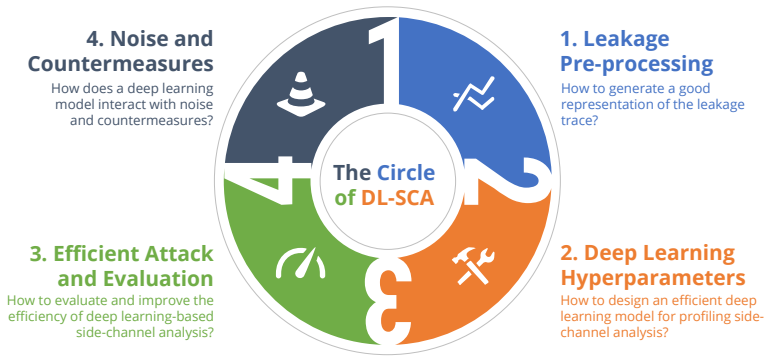 4. Noise and
Countermeasures
How does a deep learning
model interact with noise
and countermeasures?
1. Leakage
Pre-processing
How to generate a good
representation of the leakage
trace?
1
2
3
4
The Circle
of DL-SCA
3. Efficient Attack
and Evaluation
How to evaluate and improve the
efficiency of deep learning-based
side-channel analysis?
2. Deep Learning
Hyperparameters
How to design an efficient deep
learning model for profiling side-
channel analysis?